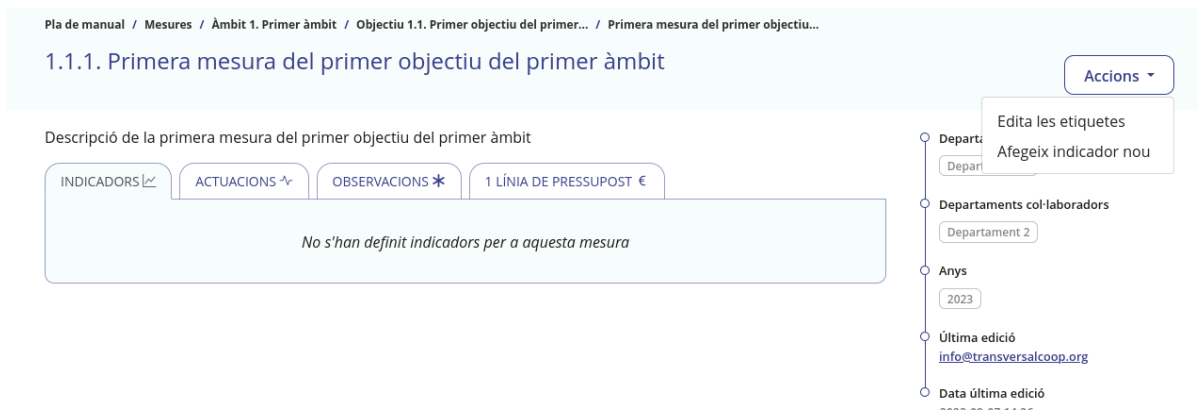 Pla de manual / Mesures / Àmbit 1. Primer àmbit / Objectiu 1.1. Primer objectiu del primer... / Primera mesura del primer objectiu...
1.1.1. Primera mesura del primer objectiu del primer àmbit
Accions
Edita les etiquetes
Afegeix indicador nou
Descripció de la primera mesura del primer objectiu del primer àmbit
INDICADORS ACTUACIONS OBSERVACIONS 1 LÍNIA DE PRESSUPOST €
No s'han definit indicadors per a aquesta mesura
Departaments col·laboradors
Departament 2
Anys
2023
Última edició
info@transversalcoop.org
Data última edició